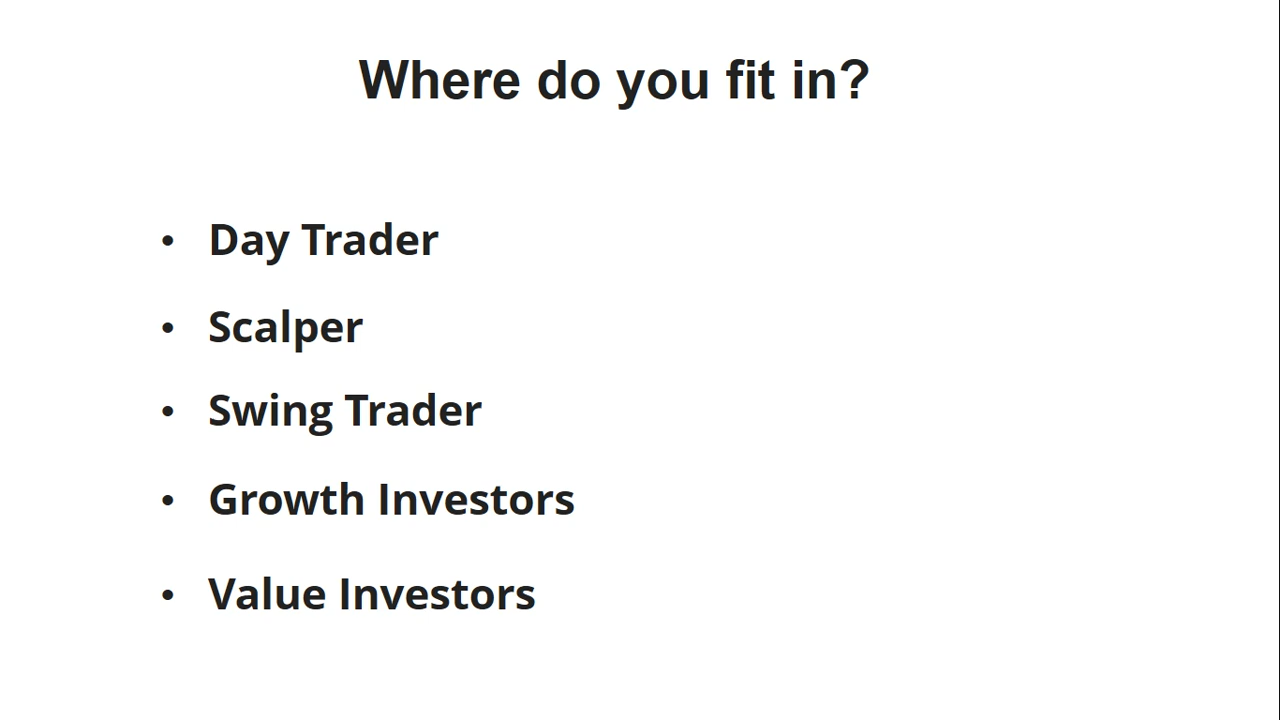 Where do you fit in?
• Day Trader
• Scalper
• Swing Trader
• Growth Investors
• Value Investors